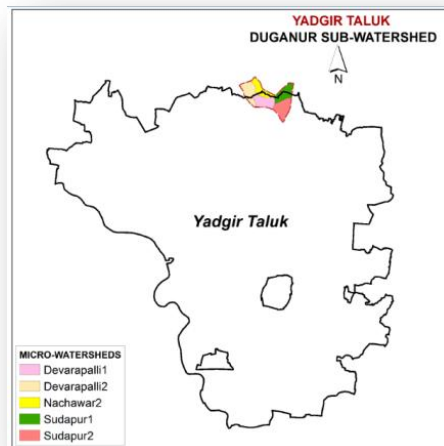 YADGIR TALUK
DUGANUR SUB-WATERSHED
N
Yadgir Taluk
MICRO-WATERSHEDS
Devarapalli1
Devarapalli2
Nachawar2
Sudapur1
Sudapur2